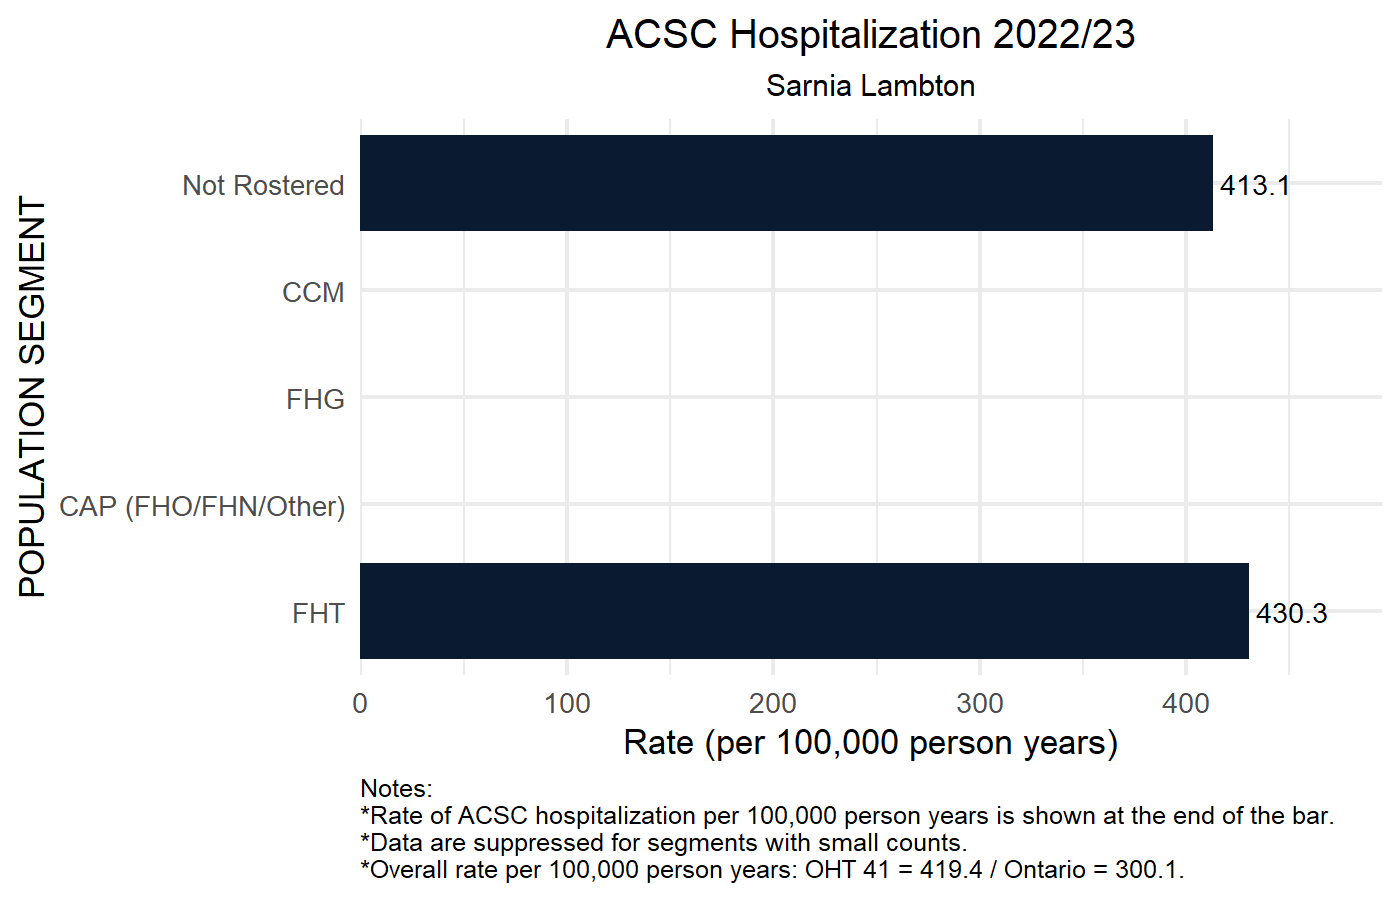 ACSC Hospitalization 2022/23
Sarnia Lambton
POPULATION SEGMENT
Not Rostered
413.1
CCM
FHG
CAP (FHO/FHN/Other)
FHT
430.3
0 100 200 300 400
Rate (per 100,000 person years)
Notes:
*Rate of ACSC hospitalization per 100,000 person years is shown at the end of the bar.
*Data are suppressed for segments with small counts.
*Overall rate per 100,000 person years: OHT 41 = 419.4 / Ontario = 300.1.